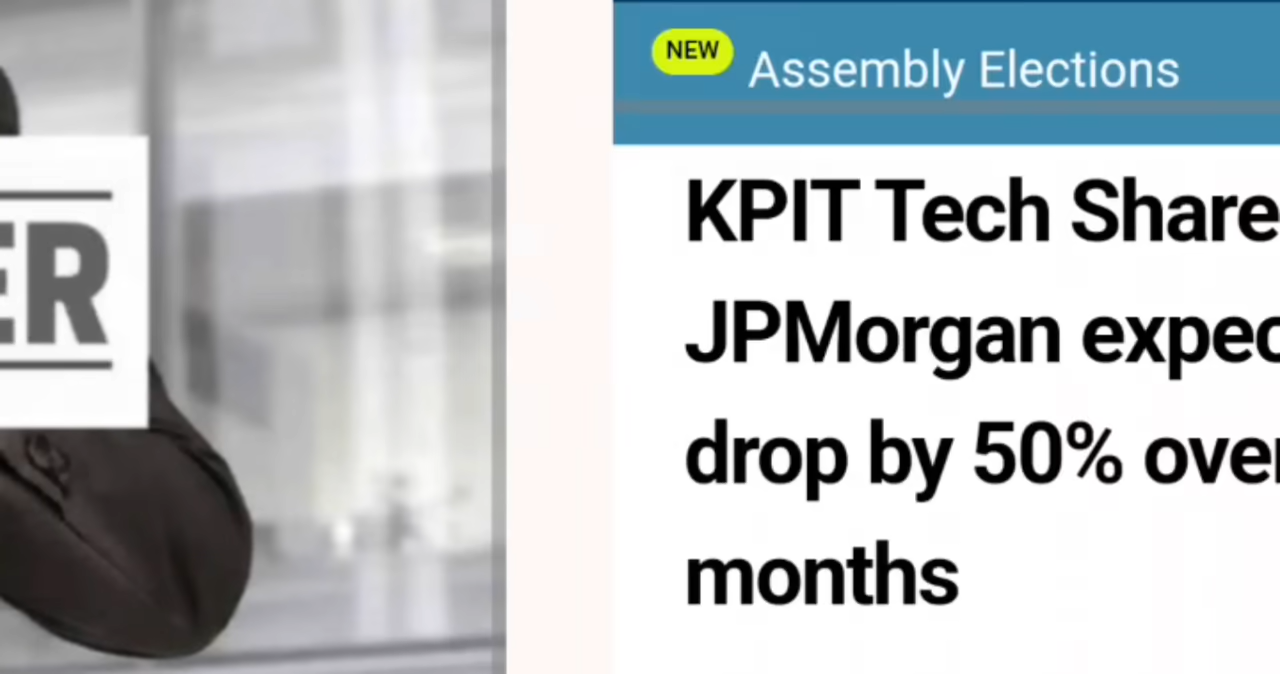 ER
NEW
Assembly Elections
KPIT Tech Share
JPMorgan expec
drop by 50% over
months